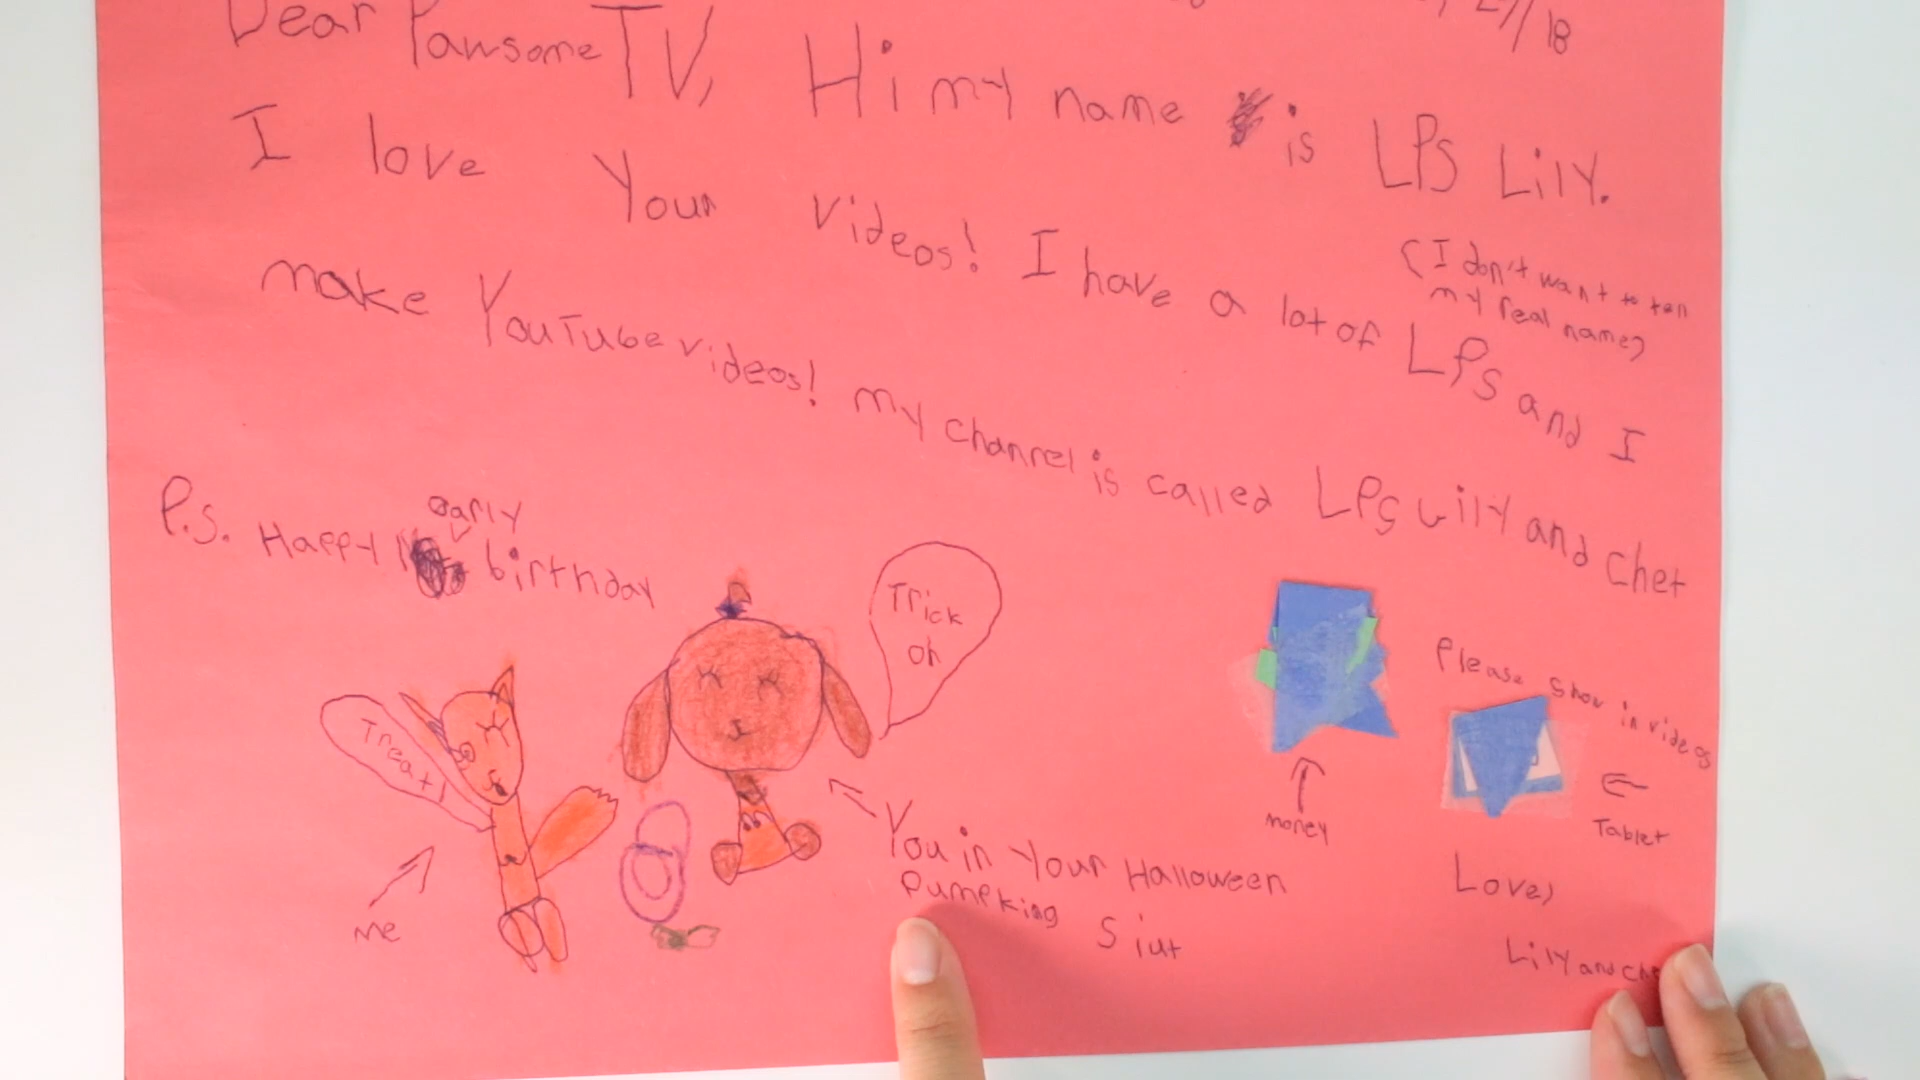 27/18
Dear Pawsome TV, Hi my name is LPS Lily.
(I don't want to tell
my real name)
I love Your videos! I have a lot of LPS and I
make YouTube videos! my channel is called LPS Lily and Chet
P.S. Happy early birthday
Trick
oh
Treat!
me
You in Your Halloween
Pumpking Siut
money
Please show in videos
Tablet
Love,
Lily and